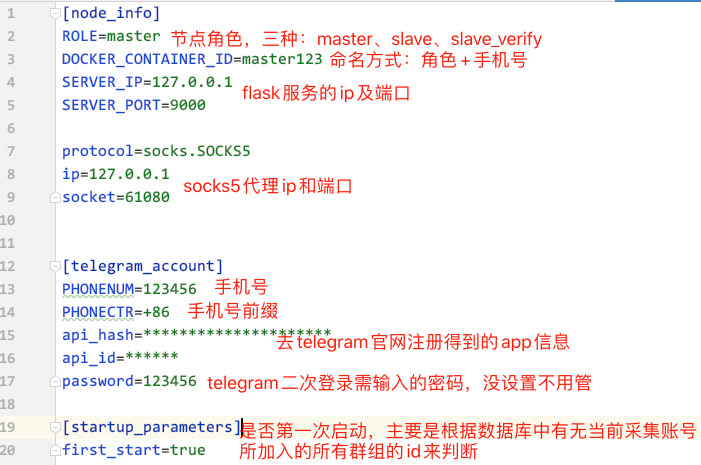 1 [node_info]
2 ROLE=master 节点角色，三种：master、slave、slave_verify
3 DOCKER_CONTAINER_ID=master123 命名方式：角色+手机号
4 SERVER_IP=127.0.0.1
flask服务的ip及端口
5 SERVER_PORT=9000
6
7 protocol=socks.SOCKS5
8 ip=127.0.0.1
socks5代理ip和端口
9 socket=61080
10
11
12 [telegram_account]
13 PHONENUM=123456 手机号
14 PHONECTR=+86 手机号前缀
15 api_hash=*********************
去telegram官网注册得到的app信息
16 api_id=******
17 password=123456 telegram二次登录需输入的密码，没设置不用管
18
19 [startup_parameters] 是否第一次启动，主要是根据数据库中有无当前采集账号
20 first_start=true 所加入的所有群组的id来判断